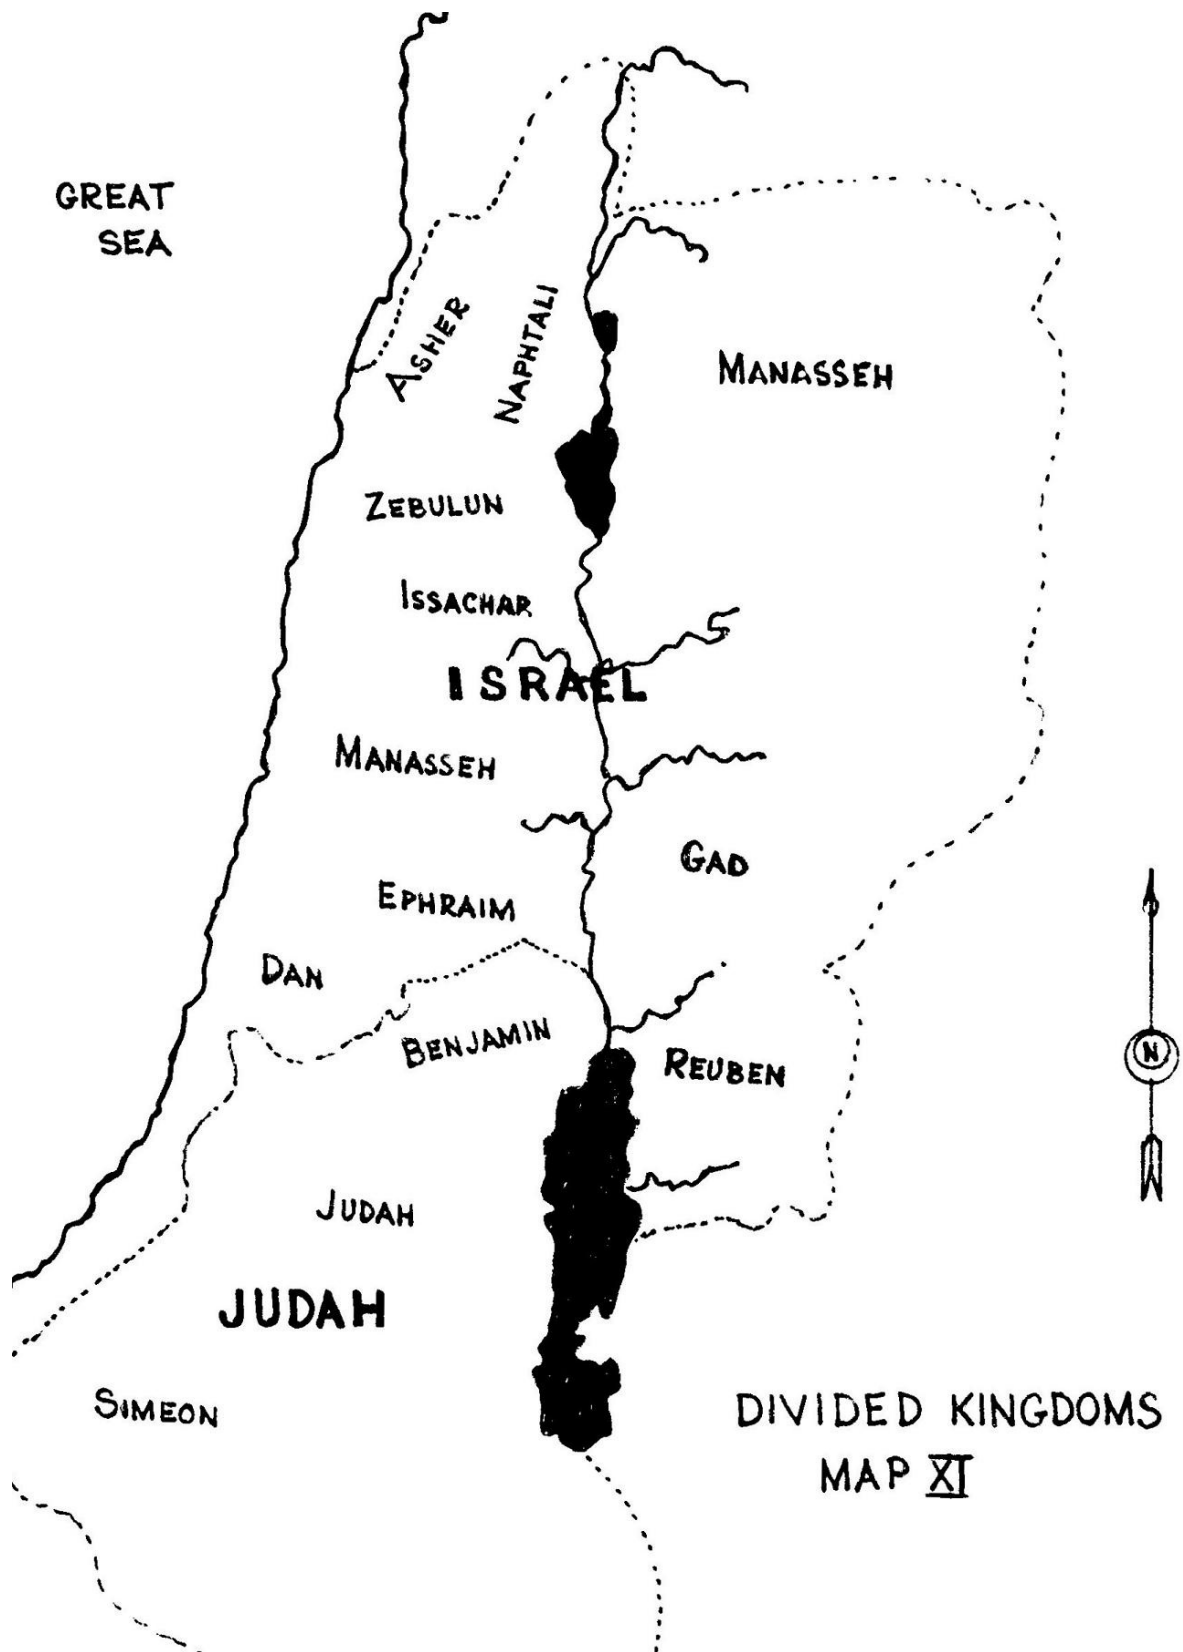 GREAT
SEA
ASHER
NAPHTALI
MANASSEH
ZEBULUN
ISSACHAR
ISRAEL
MANASSEH
GAD
EPHRAIM
DAN
BENJAMIN
REUBEN
N
JUDAH
JUDAH
SIMEON
DIVIDED KINGDOMS
MAP XI